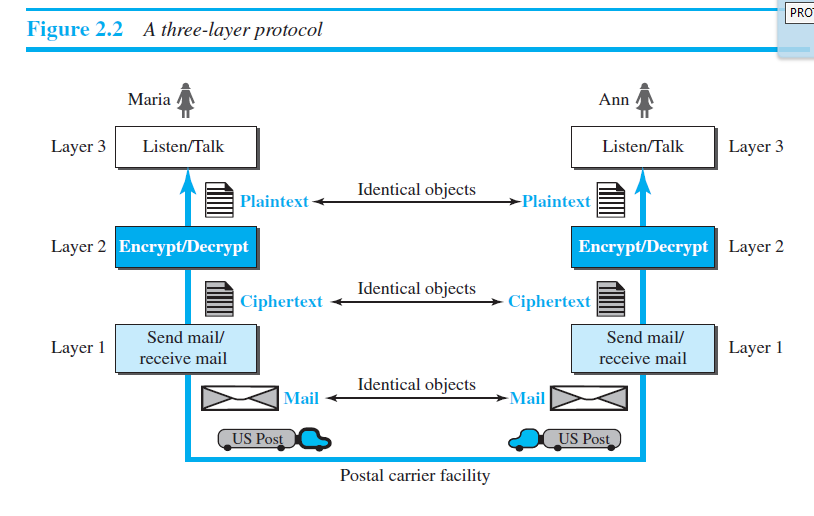 PRO
Figure 2.2 A three-layer protocol
Maria
Ann
Layer 3
Listen/Talk
Listen/Talk
Layer 3
Identical objects
Plaintext
Plaintext
Layer 2
Encrypt/Decrypt
Encrypt/Decrypt
Layer 2
Identical objects
Ciphertext
Ciphertext
Layer 1
Send mail/
receive mail
Send mail/
receive mail
Layer 1
Identical objects
Mail
Mail
US Post
US Post
Postal carrier facility